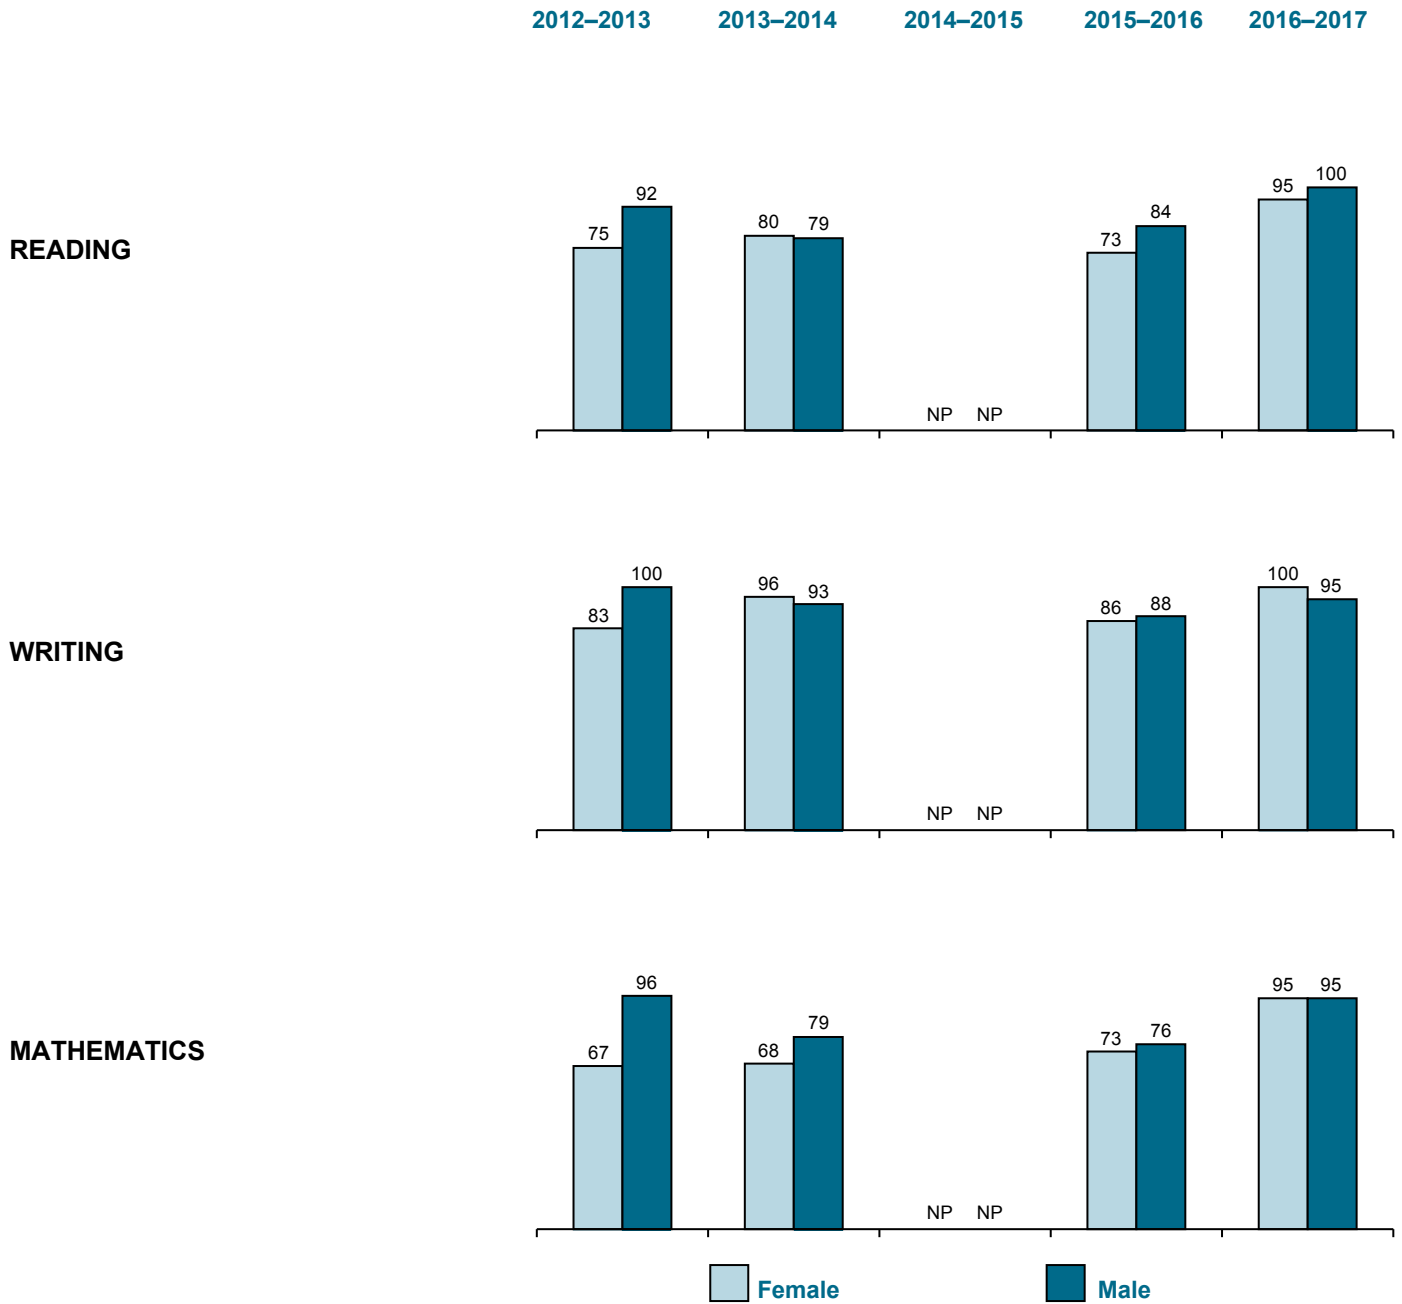 2012–2013 2013–2014 2014–2015 2015–2016 2016–2017
READING
75 92 80 79 NP NP 73 84 95 100
WRITING
83 100 96 93 NP NP 86 88 100 95
MATHEMATICS
67 96 68 79 NP NP 73 76 95 95
Female Male